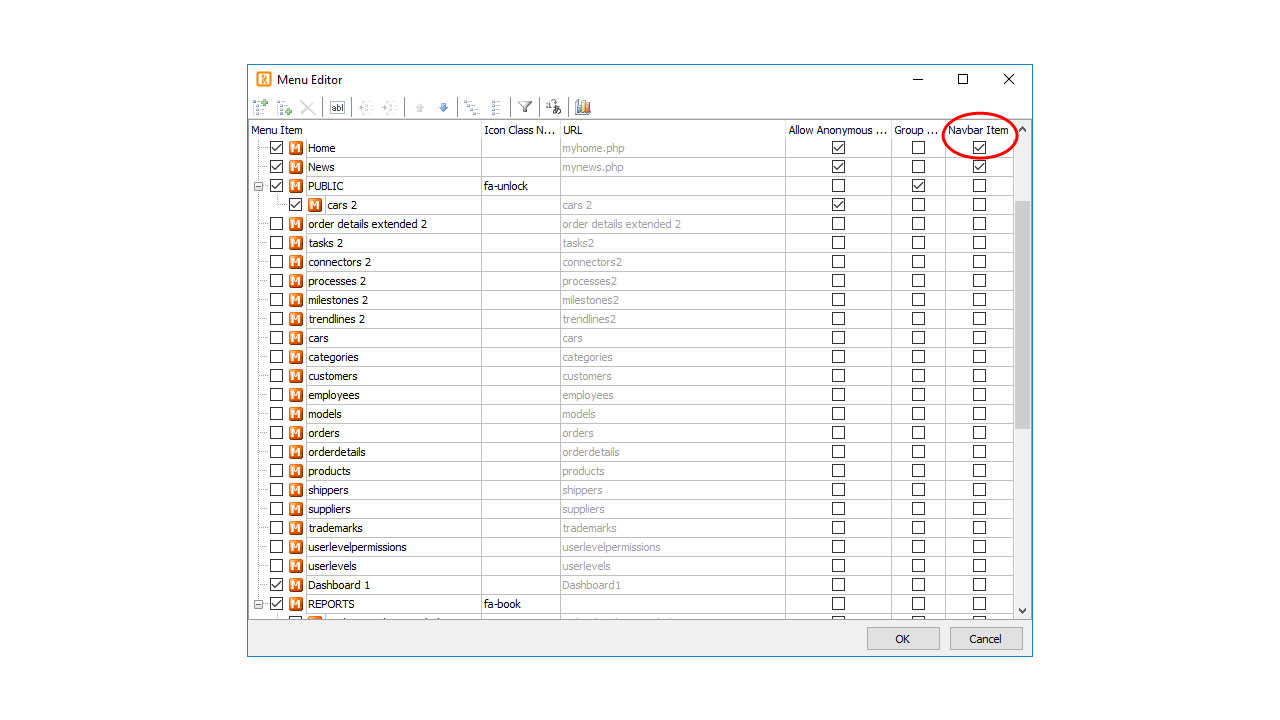 Menu Editor
abl
Menu Item Icon Class N... URL Allow Anonymous ... Group ... Navbar Item
M Home myhome.php
M News mynews.php
M PUBLIC fa-unlock
M cars 2 cars 2
M order details extended 2 order details extended 2
M tasks 2 tasks2
M connectors 2 connectors2
M processes 2 processes2
M milestones 2 milestones2
M trendlines 2 trendlines2
M cars cars
M categories categories
M customers customers
M employees employees
M models models
M orders orders
M orderdetails orderdetails
M products products
M shippers shippers
M suppliers suppliers
M trademarks trademarks
M userlevelpermissions userlevelpermissions
M userlevels userlevels
M Dashboard 1 Dashboard1
M REPORTS fa-book
OK Cancel